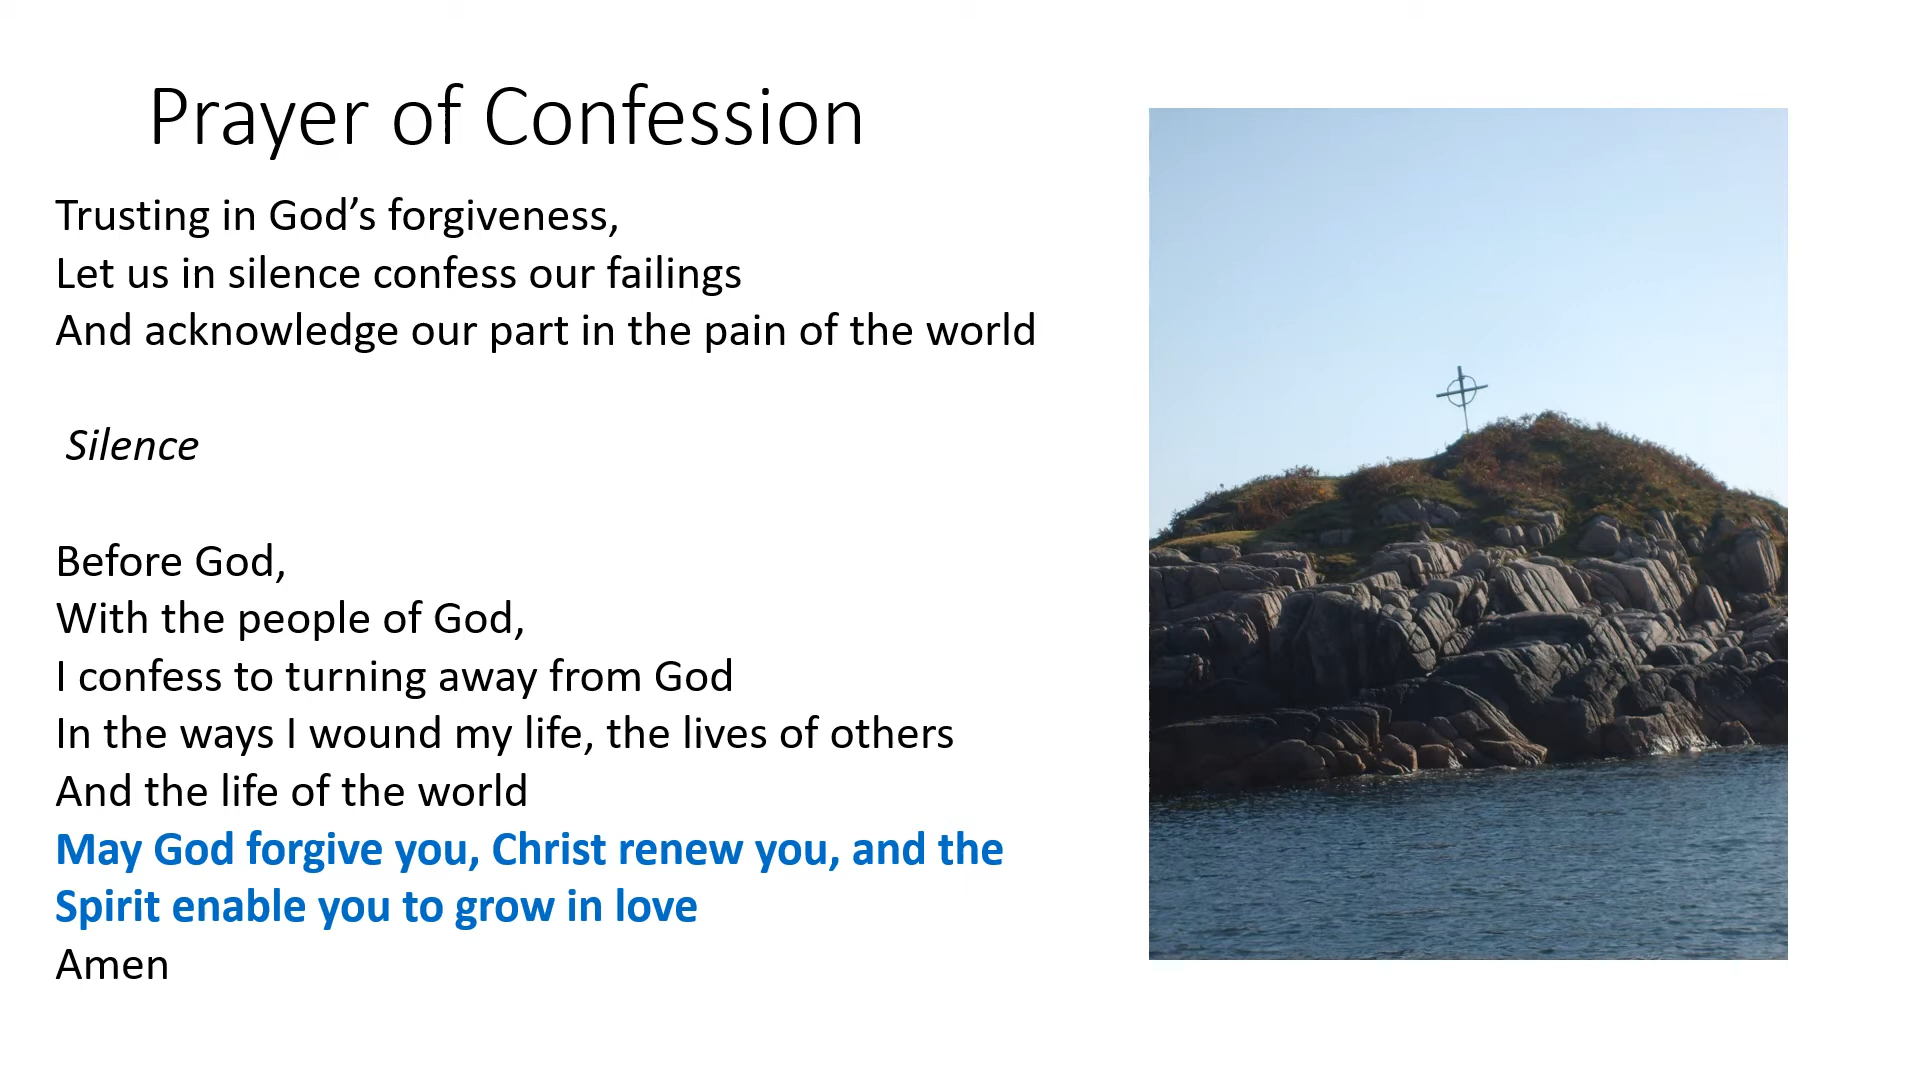 Prayer of Confession
Trusting in God’s forgiveness,
Let us in silence confess our failings
And acknowledge our part in the pain of the world
Silence
Before God,
With the people of God,
I confess to turning away from God
In the ways I wound my life, the lives of others
And the life of the world
May God forgive you, Christ renew you, and the
Spirit enable you to grow in love
Amen